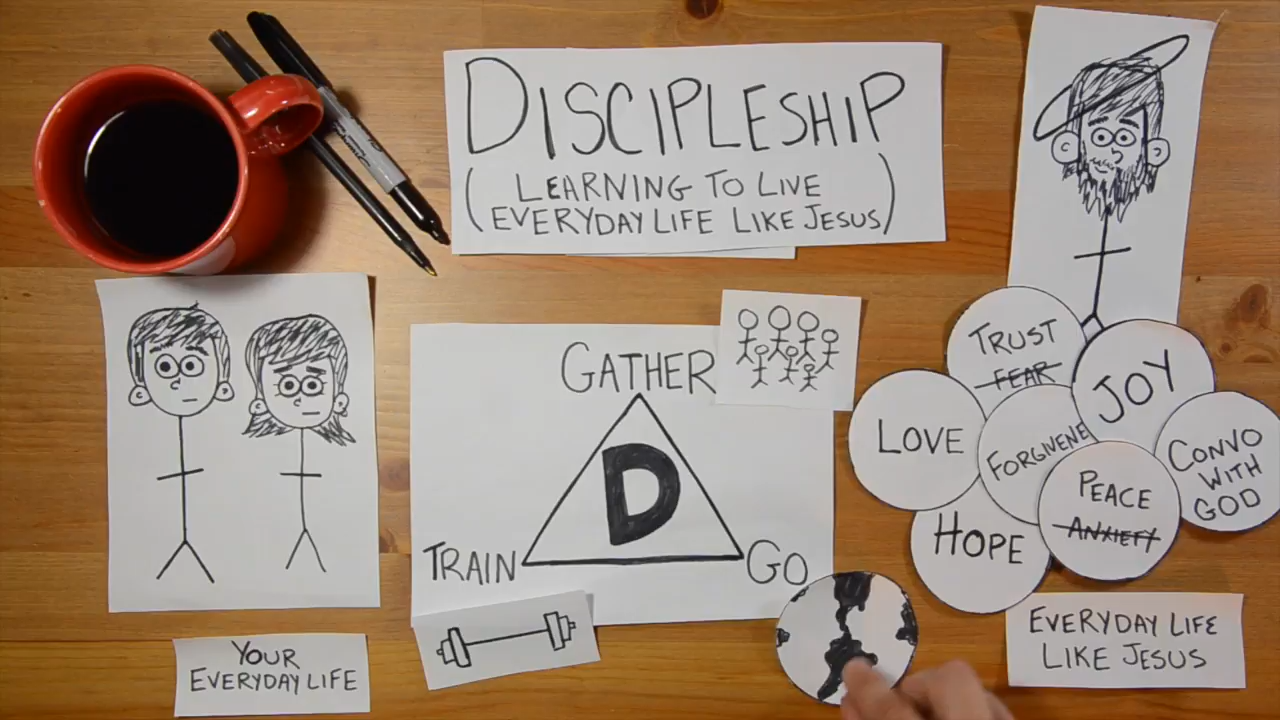 DISCIPLESHIP
(LEARNING TO LIVE
EVERYDAY LIFE LIKE JESUS)
GATHER
D
TRAIN
GO
YOUR
EVERYDAY LIFE
TRUST
FEAR
JOY
LOVE
FORGIVENE
CONVO
WITH
GOD
PEACE
ANXIETY
HOPE
EVERYDAY LIFE
LIKE JESUS